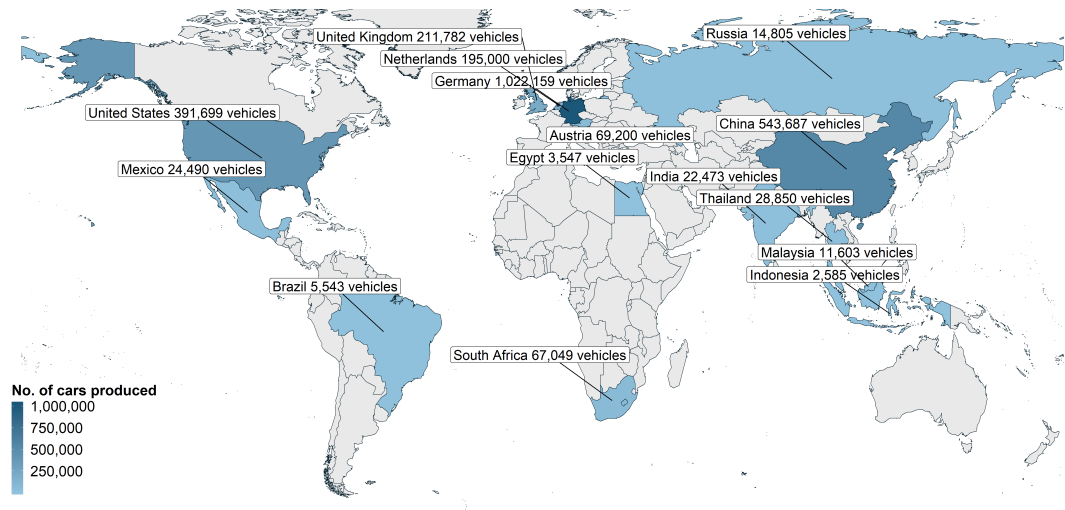 United Kingdom 211,782 vehicles
Russia 14,805 vehicles
Netherlands 195,000 vehicles
Germany 1,022,159 vehicles
United States 391,699 vehicles
China 543,687 vehicles
Austria 69,200 vehicles
Egypt 3,547 vehicles
Mexico 24,490 vehicles
India 22,473 vehicles
Thailand 28,850 vehicles
Malaysia 11,603 vehicles
Indonesia 2,585 vehicles
Brazil 5,543 vehicles
South Africa 67,049 vehicles
No. of cars produced
1,000,000
750,000
500,000
250,000